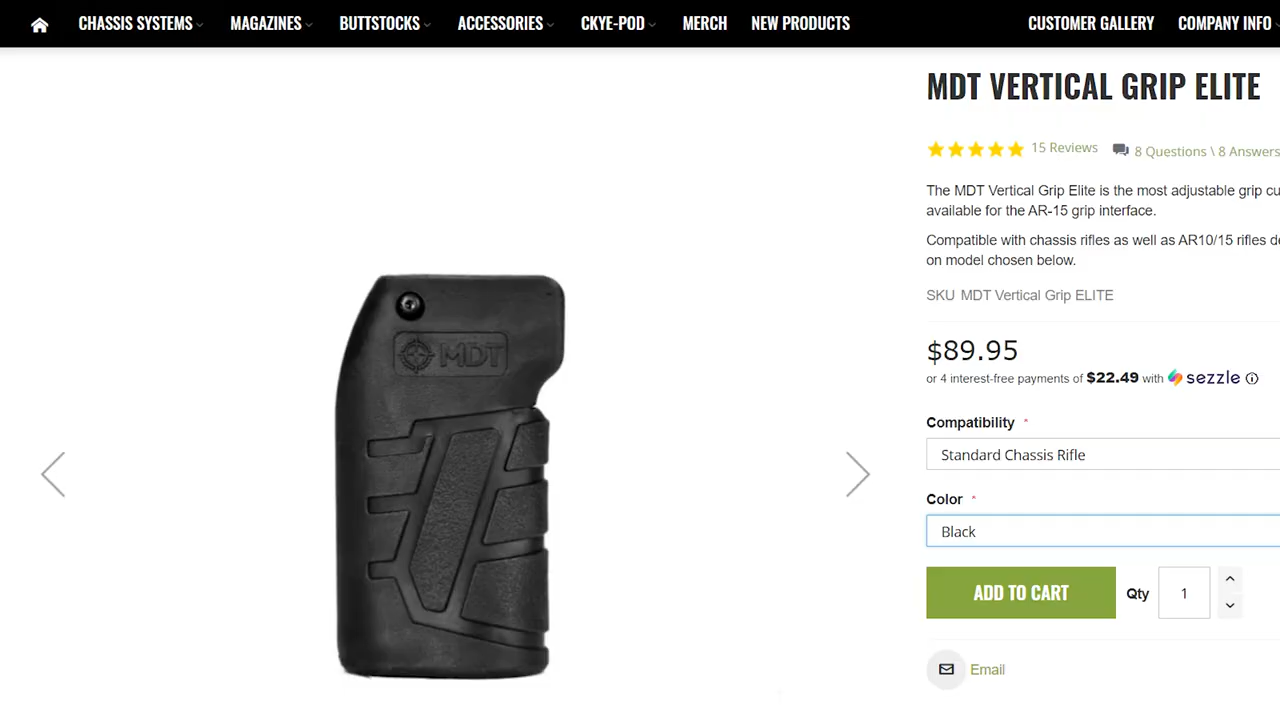 CHASSIS SYSTEMS MAGAZINES BUTTSTOCKS ACCESSORIES CKYE-POD MERCH NEW PRODUCTS CUSTOMER GALLERY COMPANY INFO
MDT VERTICAL GRIP ELITE
15 Reviews 8 Questions \ 8 Answers
The MDT Vertical Grip Elite is the most adjustable grip cu
available for the AR-15 grip interface.
Compatible with chassis rifles as well as AR10/15 rifles de
on model chosen below.
SKU MDT Vertical Grip ELITE
MDT
$89.95
or 4 interest-free payments of $22.49 with sezzle
Compatibility *
Standard Chassis Rifle
Color *
Black
ADD TO CART Qty 1
Email